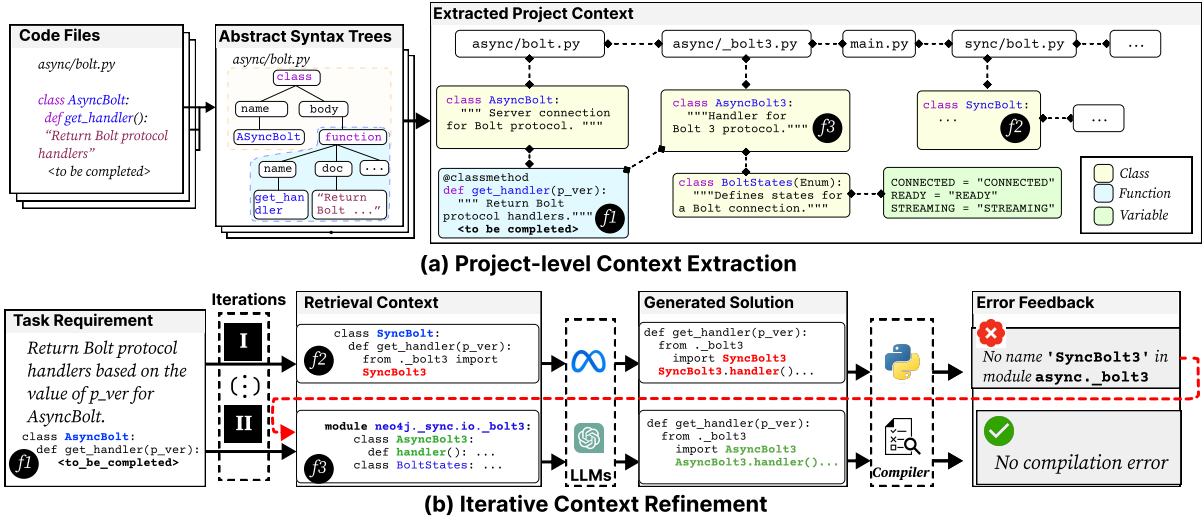 Code Files
async/bolt.py
class AsyncBolt:
def get_handler():
“Return Bolt protocol
handlers”
<to be completed>
Abstract Syntax Trees
async/bolt.py
class
name
body
ASyncBolt
function
name
doc
...
get_han
dler
“Return
Bolt ...”
Extracted Project Context
async/bolt.py
async/_bolt3.py
main.py
sync/bolt.py
...
class AsyncBolt:
""" Server connection
for Bolt protocol. """
class AsyncBolt3:
"""Handler for
Bolt 3 protocol."""
f3
class SyncBolt:
...
f2
...
@classmethod
def get_handler(p_ver):
""" Return Bolt
protocol handlers."""
<to be completed>
f1
class BoltStates(Enum):
"""Defines states for
a Bolt connection."""
CONNECTED = "CONNECTED"
READY = "READY"
STREAMING = "STREAMING"
Class
Function
Variable
(a) Project-level Context Extraction
Task Requirement
Return Bolt protocol
handlers based on the
value of p_ver for
AsyncBolt.
class AsyncBolt:
def get_handler(p_ver):
<to_be_completed>
f1
Iterations
I
(:)
II
Retrieval Context
class SyncBolt:
def get_handler(p_ver):
from ._bolt3 import
SyncBolt3
f2
module neo4j._sync.io._bolt3:
class AsyncBolt3:
def handler(): ...
class BoltStates: ...
f3
LLMs
Generated Solution
def get_handler(p_ver):
from ._bolt3
import SyncBolt3
SyncBolt3.handler()...
def get_handler(p_ver):
from ._bolt3
import AsyncBolt3
AsyncBolt3.handler()...
Compiler
Error Feedback
No name 'SyncBolt3' in
module async._bolt3
No compilation error
(b) Iterative Context Refinement